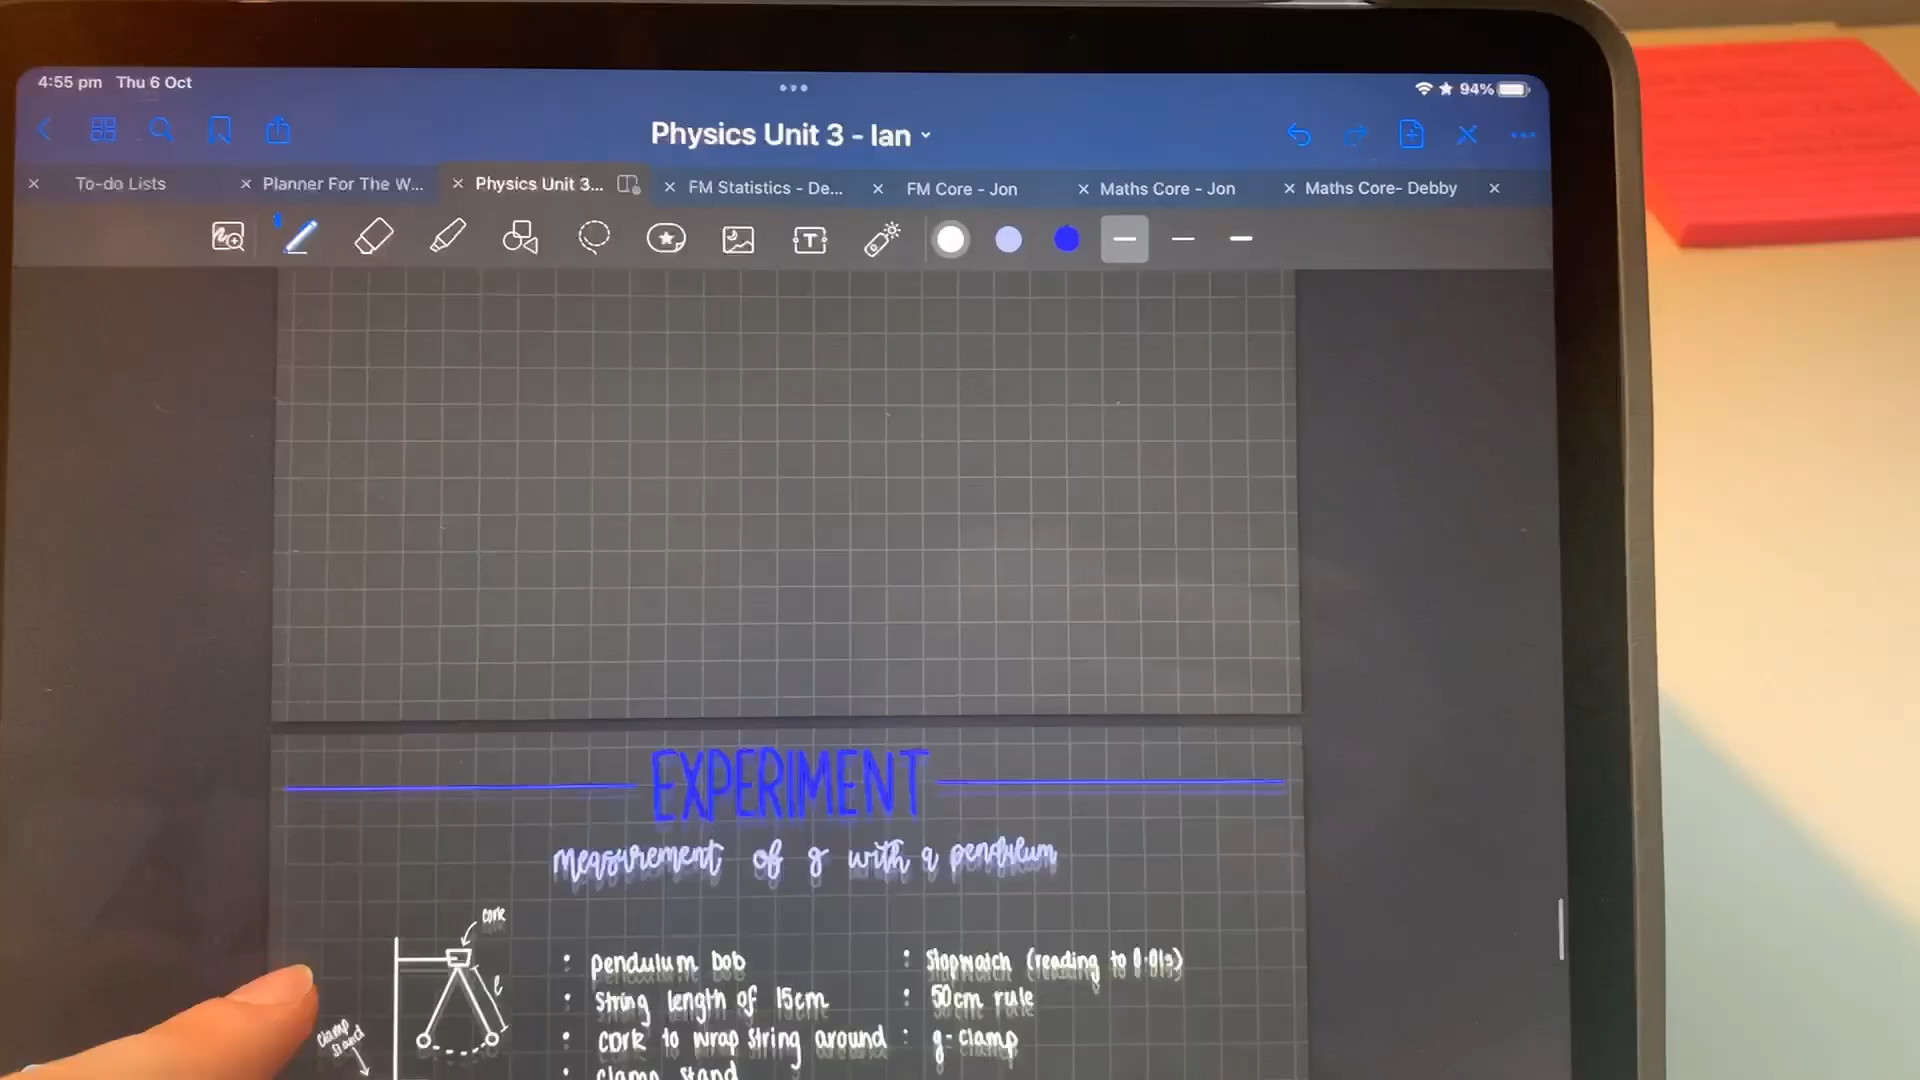 4:55 pm Thu 6 Oct
94%
Physics Unit 3 - Ian
To-do Lists
Planner For The W...
Physics Unit 3...
FM Statistics - De...
FM Core - Jon
Maths Core - Jon
Maths Core- Debby
T
EXPERIMENT
measurement of g with a pendulum
cork
l
clamp stand
: pendulum bob
: string length of 15cm
: cork to wrap string around
: clamp stand
: stopwatch (reading to 0.01s)
: 50cm rule
: g-clamp